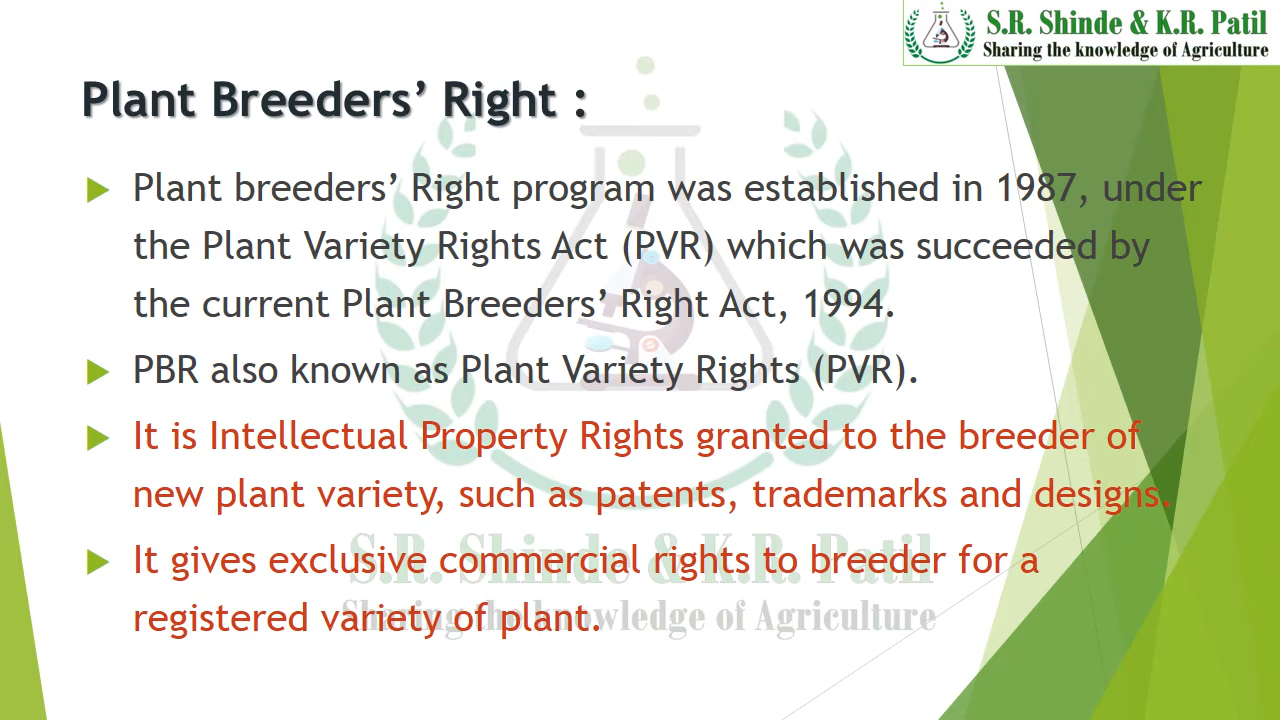 S.R. Shinde & K.R. Patil
Sharing the knowledge of Agriculture
Plant Breeders’ Right :
Plant breeders’ Right program was established in 1987, under
the Plant Variety Rights Act (PVR) which was succeeded by
the current Plant Breeders’ Right Act, 1994.
PBR also known as Plant Variety Rights (PVR).
It is Intellectual Property Rights granted to the breeder of
new plant variety, such as patents, trademarks and designs.
It gives exclusive commercial rights to breeder for a
registered variety of plant.
S.R. Shinde & K.R. Patil
Sharing the knowledge of Agriculture